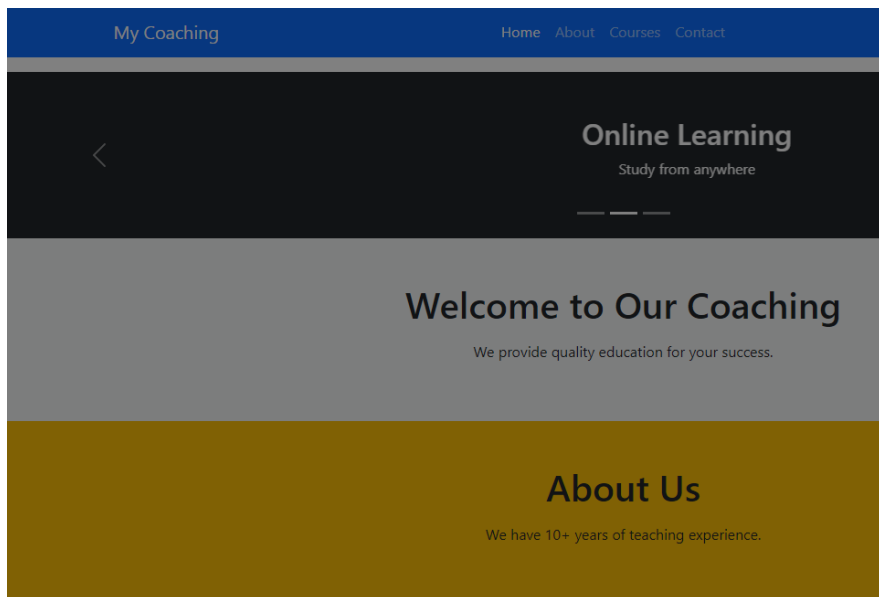 My Coaching
Home About Courses Contact
Online Learning
Study from anywhere
Welcome to Our Coaching
We provide quality education for your success.
About Us
We have 10+ years of teaching experience.